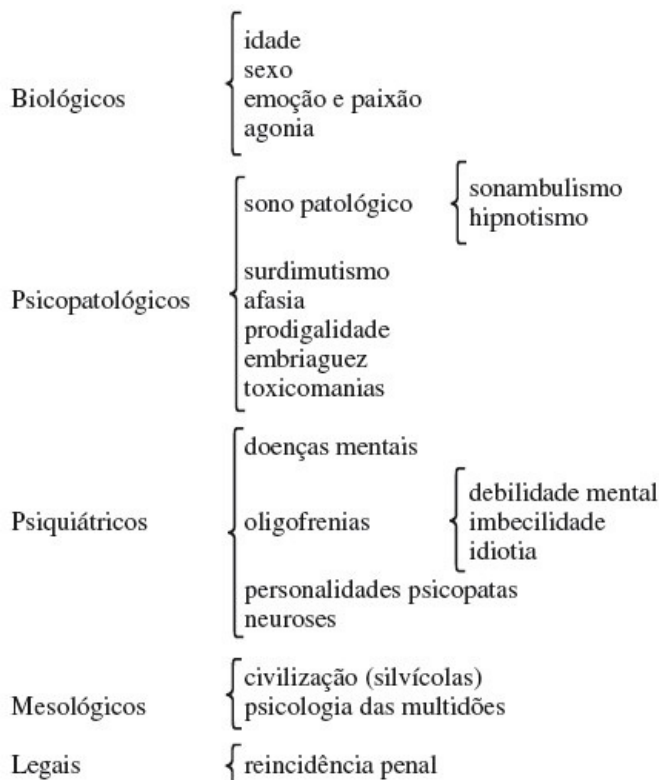 Biológicos
idade
sexo
emoção e paixão
agonia
Psicopatológicos
sono patológico
sonambulismo
hipnotismo
surdimutismo
afasia
prodigalidade
embriaguez
toxicomanias
Psiquiátricos
doenças mentais
oligofrenias
debilidade mental
imbecilidade
idiotia
personalidades psicopatas
neuroses
Mesológicos
civilização (silvícolas)
psicologia das multidões
Legais
reincidência penal